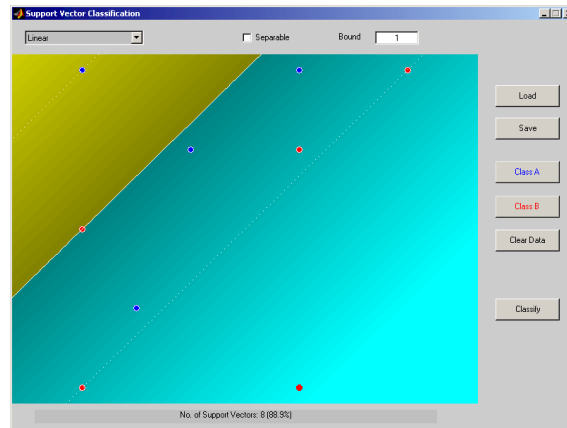 Support Vector Classification
Linear
Separable
Bound
1
Load
Save
Class A
Class B
Clear Data
Classify
No. of Support Vectors: 8 (88.9%)